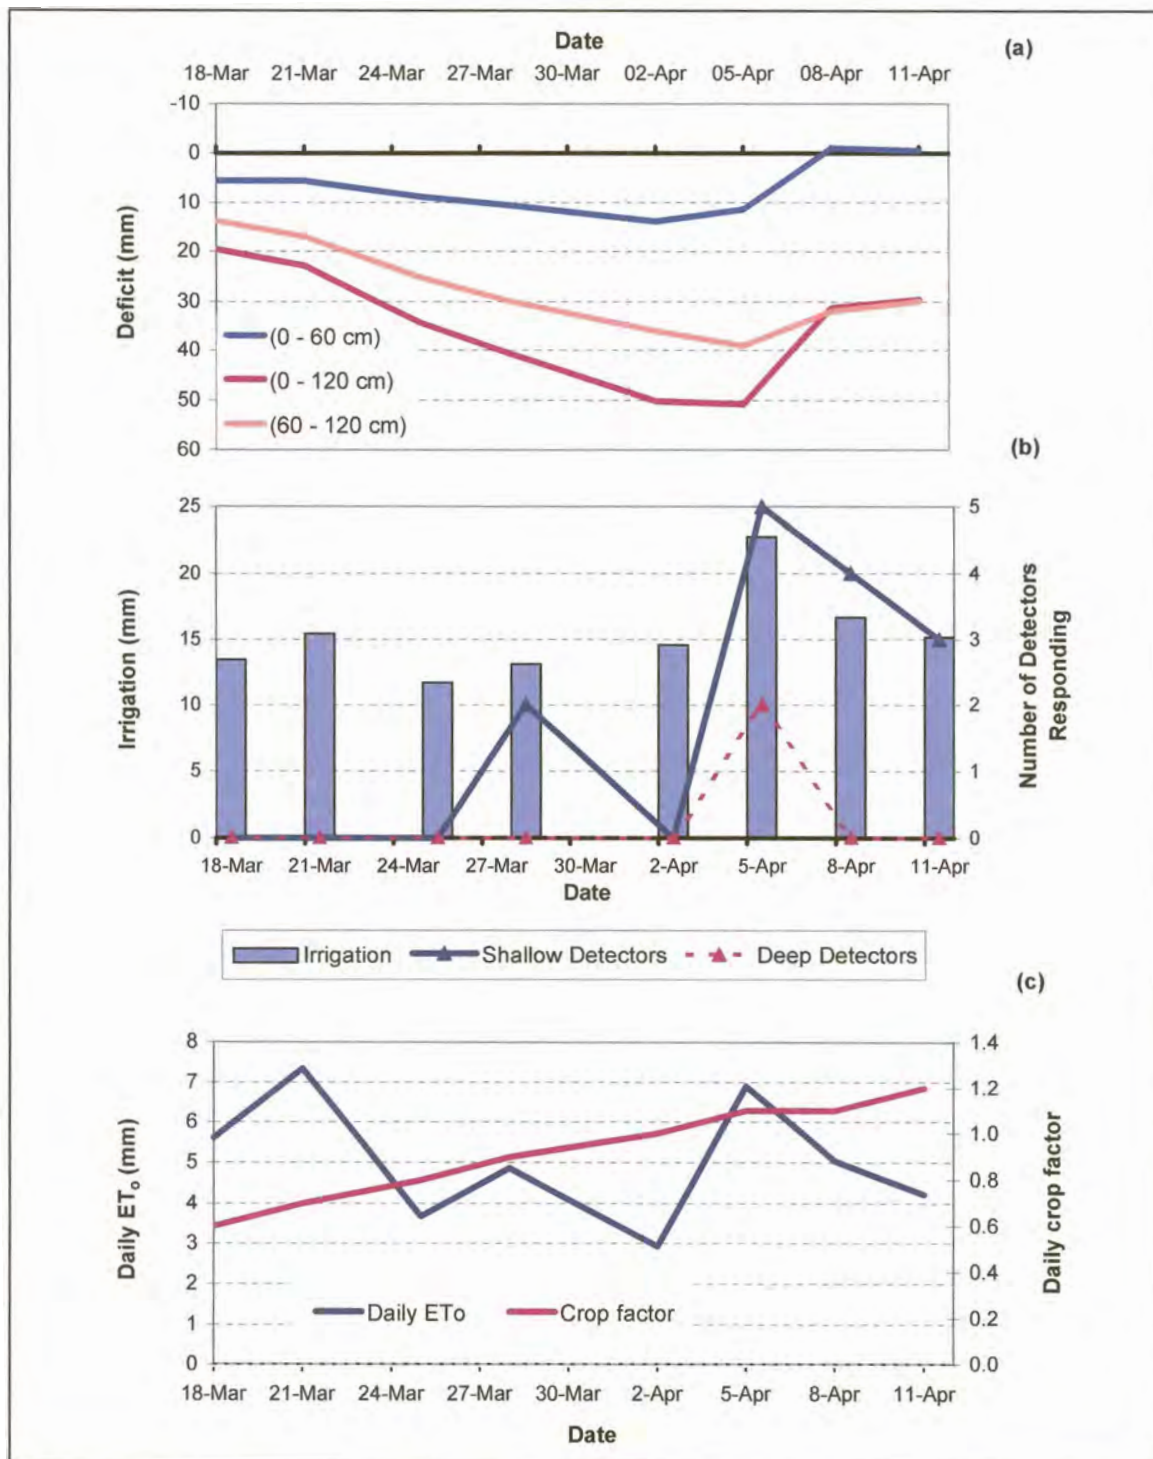 Date
(a)
18-Mar 21-Mar 24-Mar 27-Mar 30-Mar 02-Apr 05-Apr 08-Apr 11-Apr
-10
0
10
20
30
40
50
60
Deficit (mm)
(0 - 60 cm)
(0 - 120 cm)
(60 - 120 cm)
(b)
25
20
15
10
5
0
Irrigation (mm)
5
4
3
2
1
0
Number of Detectors
Responding
18-Mar 21-Mar 24-Mar 27-Mar 30-Mar 2-Apr 5-Apr 8-Apr 11-Apr
Date
Irrigation Shallow Detectors Deep Detectors
(c)
8
7
6
5
4
3
2
1
0
Daily ETo (mm)
1.4
1.2
1.0
0.8
0.6
0.4
0.2
0.0
Daily crop factor
Daily ETo Crop factor
18-Mar 21-Mar 24-Mar 27-Mar 30-Mar 2-Apr 5-Apr 8-Apr 11-Apr
Date